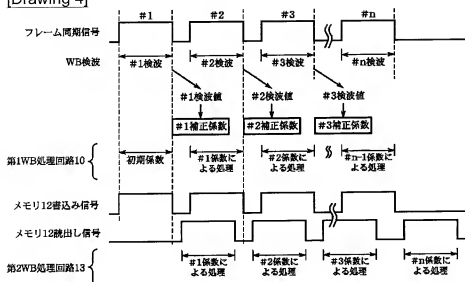 [Drawing 4]
#1 #2 #3 #n
フレーム同期信号
WB検波 #1検波 #2検波 #3検波 #n検波
#1検波値 #2検波値 #3検波値
#1補正係数 #2補正係数 #3補正係数
第1WB処理回路10 初期係数 #1係数に #2係数に #n-1係数に
よる処理 よる処理 よる処理
メモリ12書込み信号
メモリ12読出し信号
第2WB処理回路13 #1係数に #2係数に #3係数に #n係数に
よる処理 よる処理 よる処理 よる処理